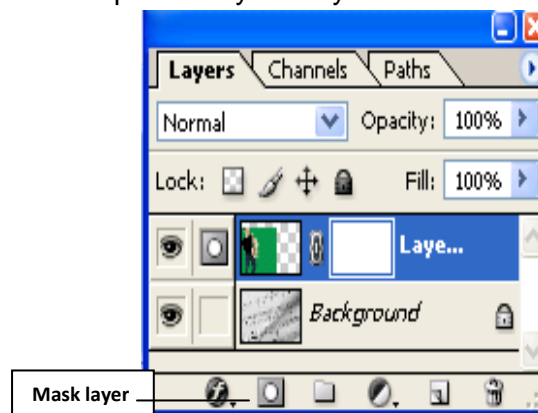 Layers Channels Paths
Normal Opacity: 100%
Lock: Fill: 100%
Laye...
Background
Mask layer